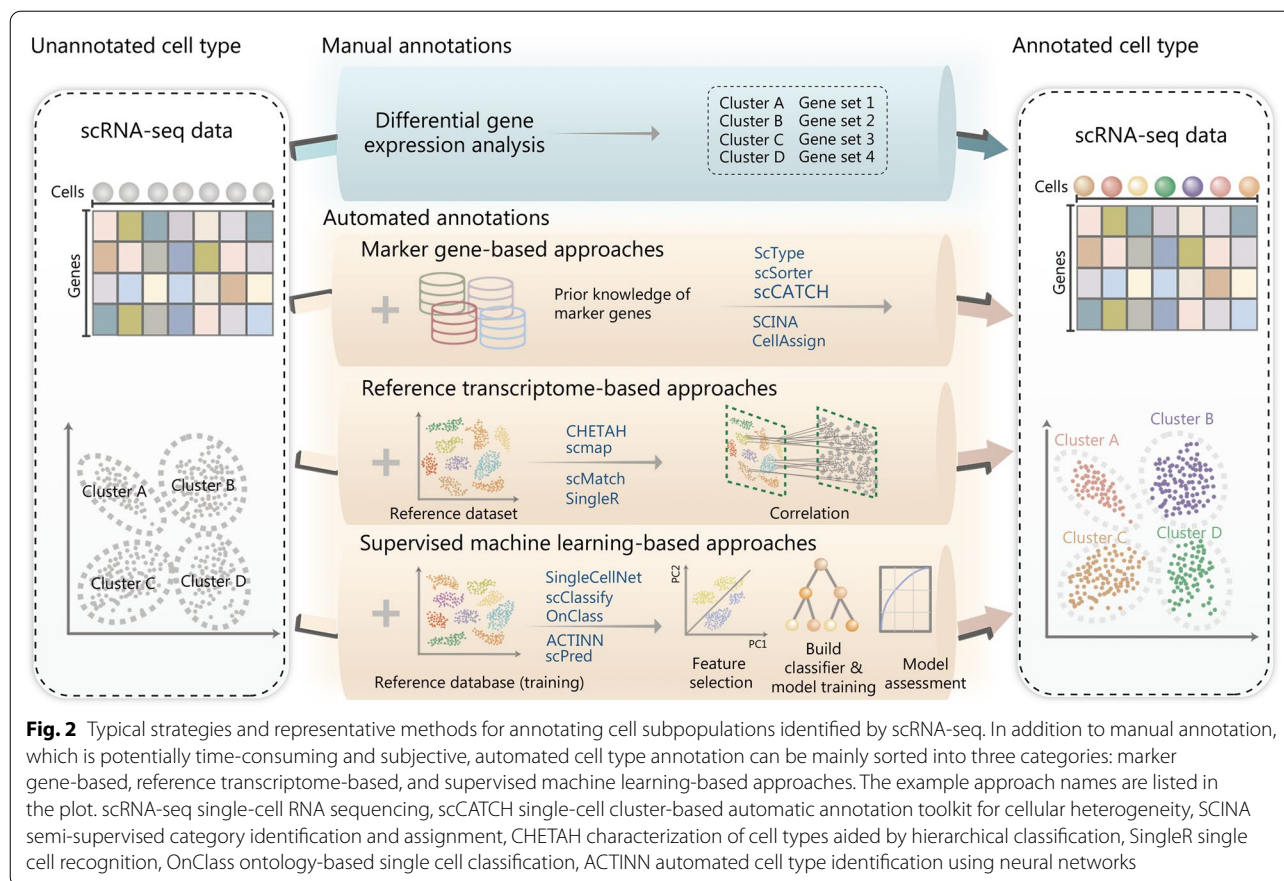 Unannotated cell type
Manual annotations
Annotated cell type
scRNA-seq data
Cells
Genes
Cluster A
Cluster B
Cluster C
Cluster D
Differential gene
expression analysis
Cluster A Gene set 1
Cluster B Gene set 2
Cluster C Gene set 3
Cluster D Gene set 4
Automated annotations
Marker gene-based approaches
Prior knowledge of
marker genes
ScType
scSorter
scCATCH
SCINA
CellAssign
Reference transcriptome-based approaches
Reference dataset
CHETAH
scmap
scMatch
SingleR
Correlation
Supervised machine learning-based approaches
Reference database (training)
SingleCellNet
scClassify
OnClass
ACTINN
scPred
PC2
PC1
Feature
selection
Build
classifier &
model training
Model
assessment
scRNA-seq data
Cells
Genes
Cluster A
Cluster B
Cluster C
Cluster D
Fig. 2 Typical strategies and representative methods for annotating cell subpopulations identified by scRNA-seq. In addition to manual annotation,
which is potentially time-consuming and subjective, automated cell type annotation can be mainly sorted into three categories: marker
gene-based, reference transcriptome-based, and supervised machine learning-based approaches. The example approach names are listed in
the plot. scRNA-seq single-cell RNA sequencing, scCATCH single-cell cluster-based automatic annotation toolkit for cellular heterogeneity, SCINA
semi-supervised category identification and assignment, CHETAH characterization of cell types aided by hierarchical classification, SingleR single
cell recognition, OnClass ontology-based single cell classification, ACTINN automated cell type identification using neural networks